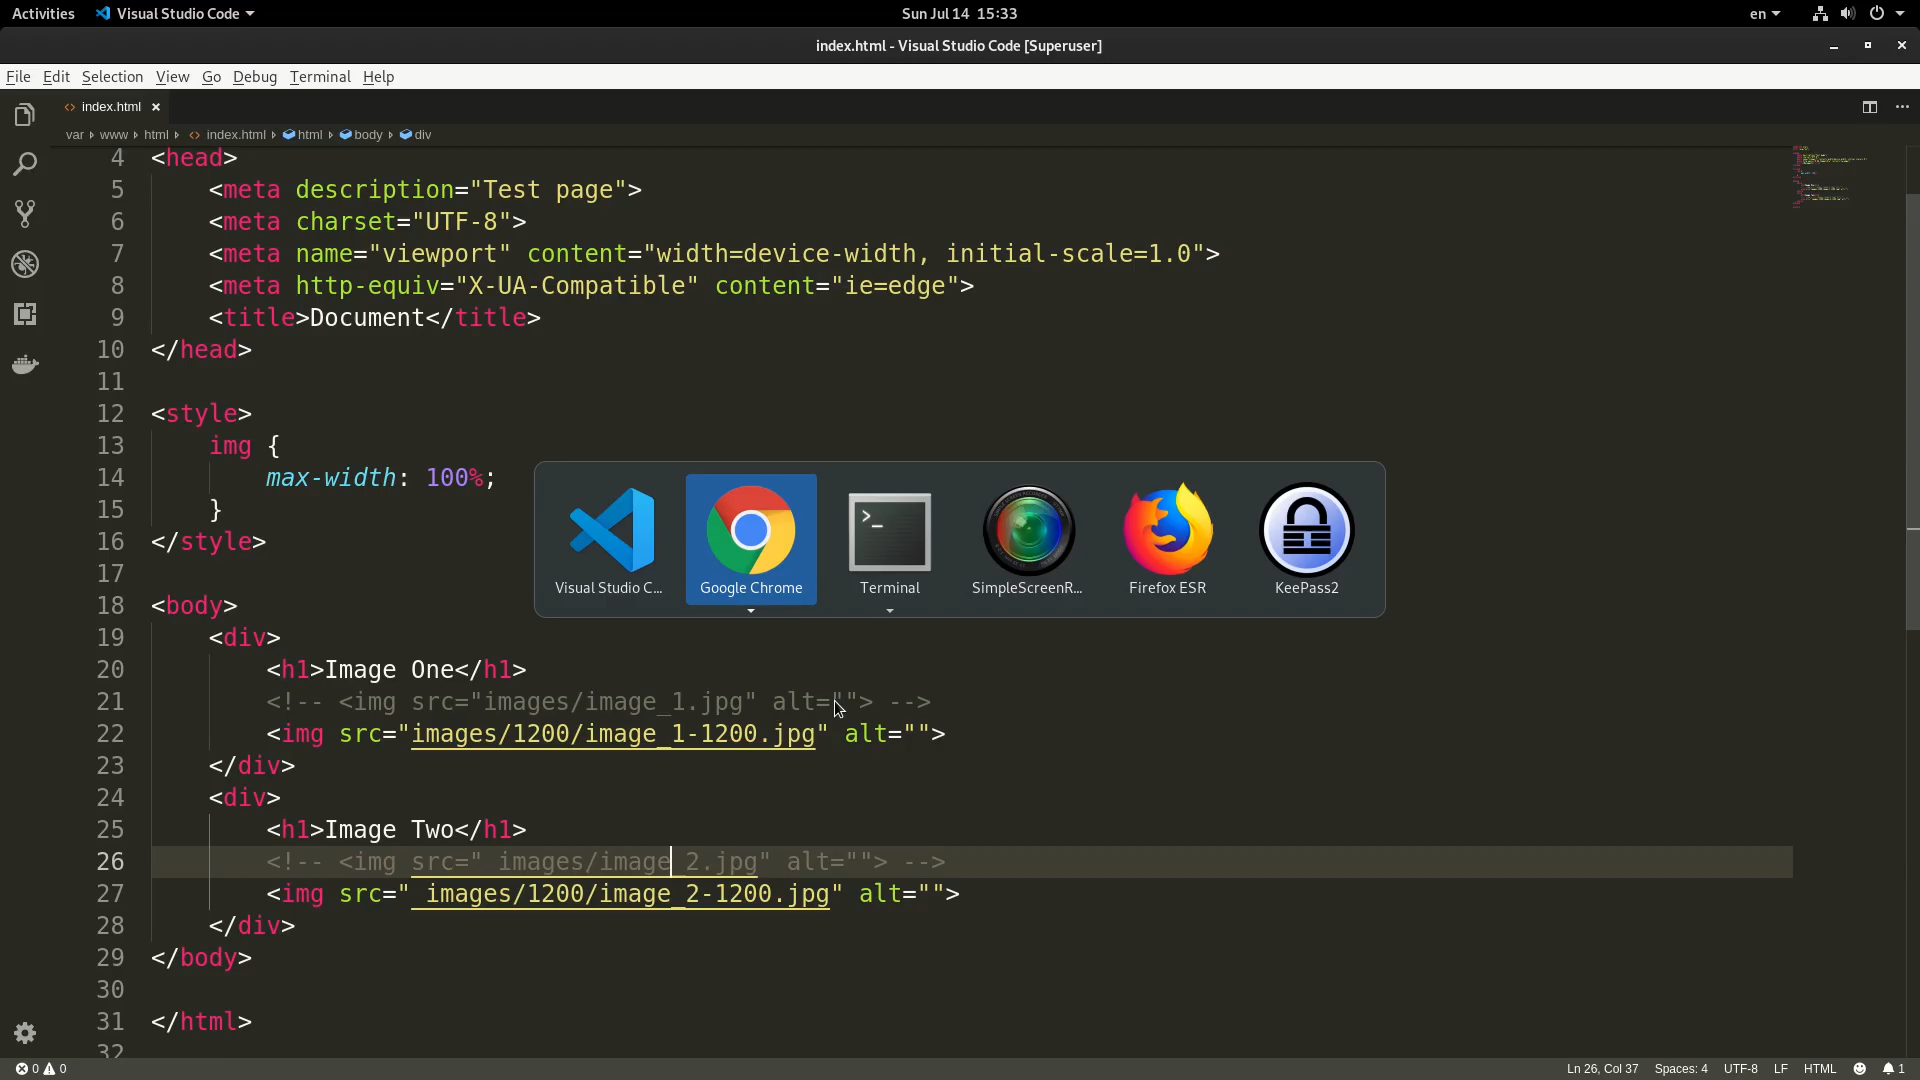 Activities Visual Studio Code Sun Jul 14 15:33 en
index.html - Visual Studio Code [Superuser]
File Edit Selection View Go Debug Terminal Help
index.html
var www html index.html html body div
4 <head>
5 <meta description="Test page">
6 <meta charset="UTF-8">
7 <meta name="viewport" content="width=device-width, initial-scale=1.0">
8 <meta http-equiv="X-UA-Compatible" content="ie=edge">
9 <title>Document</title>
10 </head>
11
12 <style>
13 img {
14 max-width: 100%;
15 }
16 </style>
17
Visual Studio C... Google Chrome Terminal SimpleScreenR... Firefox ESR KeePass2
18 <body>
19 <div>
20 <h1>Image One</h1>
21 <!-- <img src="images/image_1.jpg" alt=""> -->
22 <img src="images/1200/image_1-1200.jpg" alt="">
23 </div>
24 <div>
25 <h1>Image Two</h1>
26 <!-- <img src=" images/image_2.jpg" alt=""> -->
27 <img src=" images/1200/image_2-1200.jpg" alt="">
28 </div>
29 </body>
30
31 </html>
32
0 0 Ln 26, Col 37 Spaces: 4 UTF-8 LF HTML 1